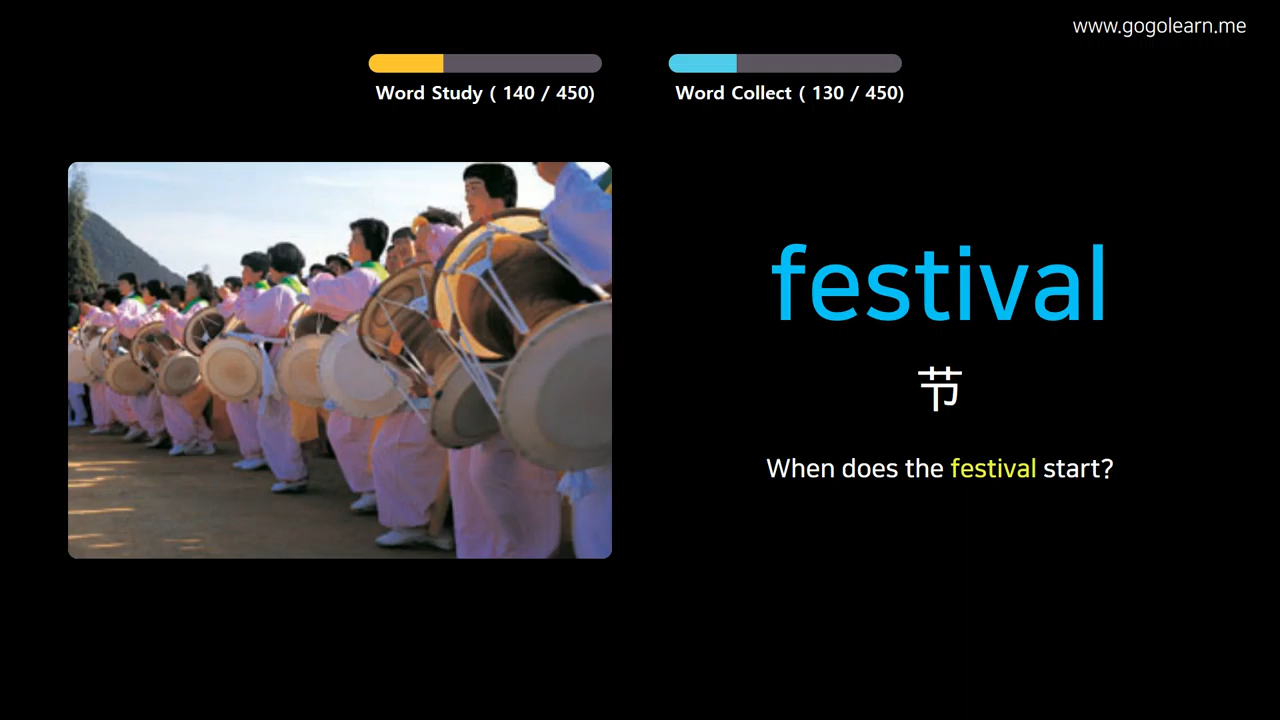 www.gogolearn.me
Word Study ( 140 / 450)
Word Collect ( 130 / 450)
festival
节
When does the festival start?